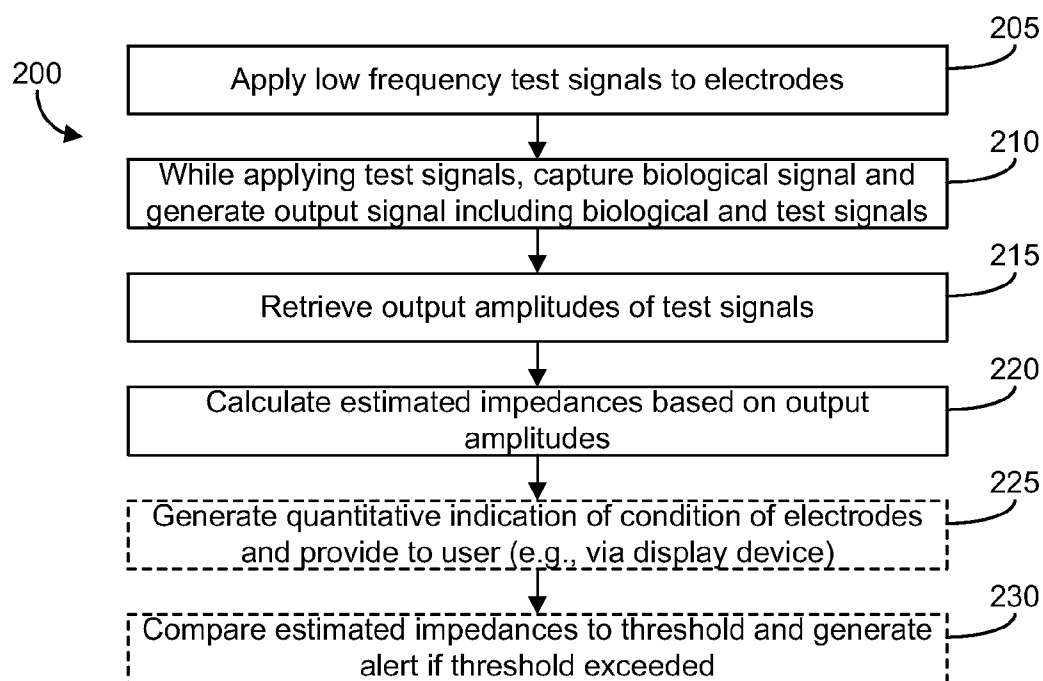 205
200
Apply low frequency test signals to electrodes
210
While applying test signals, capture biological signal and
generate output signal including biological and test signals
215
Retrieve output amplitudes of test signals
220
Calculate estimated impedances based on output
amplitudes
225
Generate quantitative indication of condition of electrodes
and provide to user (e.g., via display device)
230
Compare estimated impedances to threshold and generate
alert if threshold exceeded